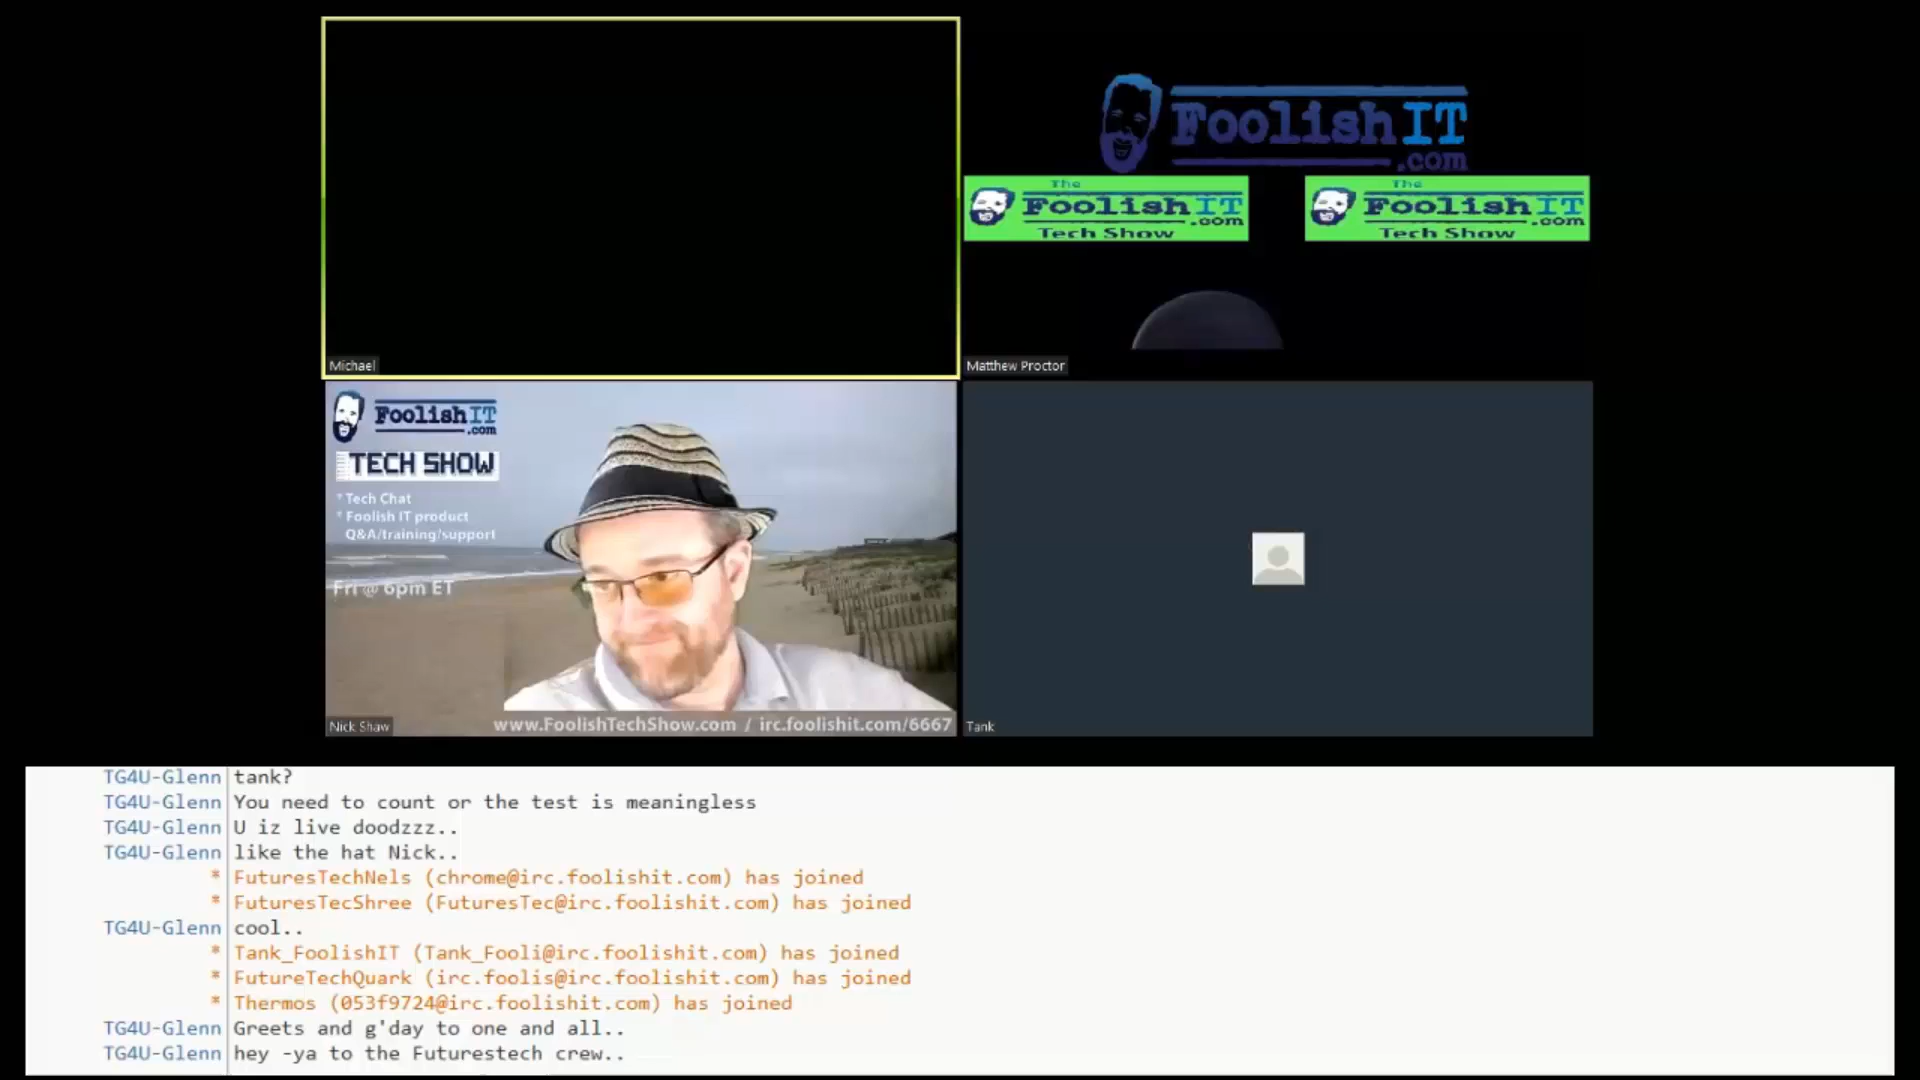 FoolishIT
.com
The
FoolishIT
.com
Tech Show
The
FoolishIT
.com
Tech Show
Michael
Matthew Proctor
FoolishIT
.com
TECH SHOW
* Tech Chat
* Foolish IT product
Q&A/training/support
Fri @ 6pm ET
Nick Shaw
www.FoolishTechShow.com / irc.foolishit.com/6667
Tank
TG4U-Glenn tank?
TG4U-Glenn You need to count or the test is meaningless
TG4U-Glenn U iz live doodzzz..
TG4U-Glenn like the hat Nick..
* FuturesTechNels (chrome@irc.foolishit.com) has joined
* FuturesTecShree (FuturesTec@irc.foolishit.com) has joined
TG4U-Glenn cool..
* Tank_FoolishIT (Tank_Fooli@irc.foolishit.com) has joined
* FutureTechQuark (irc.foolis@irc.foolishit.com) has joined
* Thermos (053f9724@irc.foolishit.com) has joined
TG4U-Glenn Greets and g'day to one and all..
TG4U-Glenn hey -ya to the Futurestech crew..